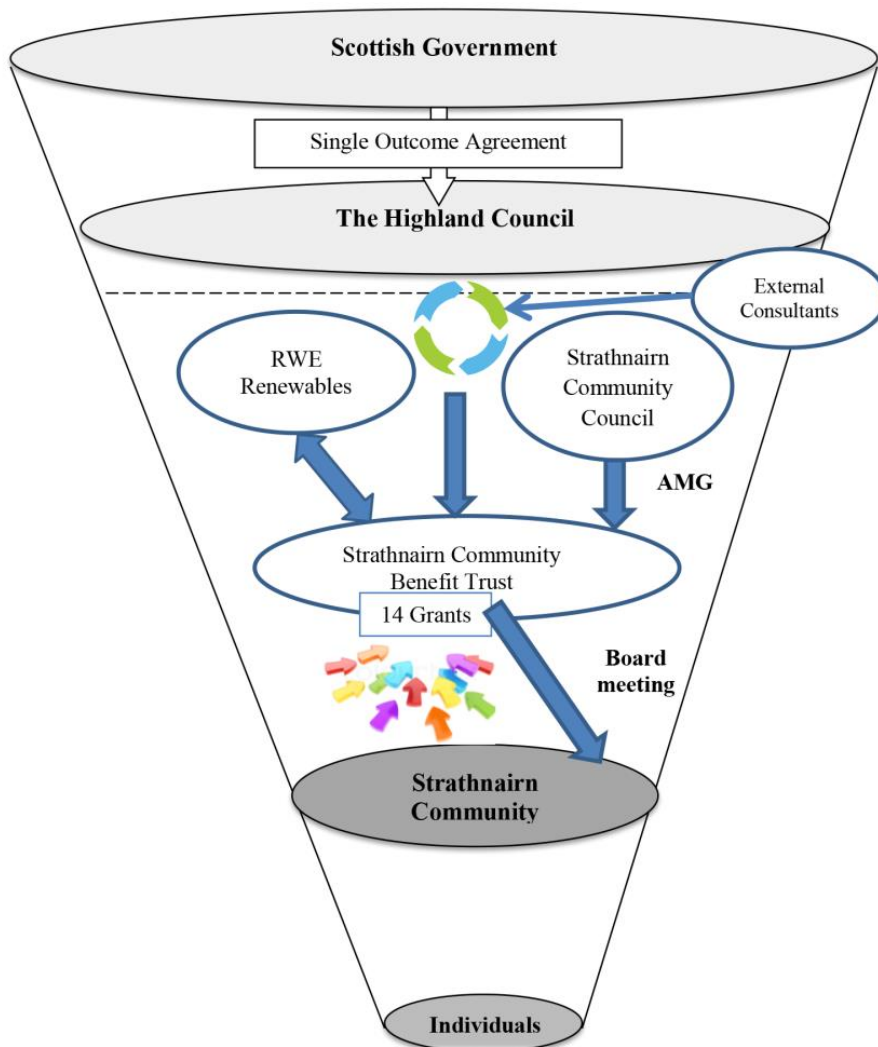 Scottish Government
Single Outcome Agreement
The Highland Council
External
Consultants
RWE
Renewables
Strathnairn
Community
Council
AMG
Strathnairn Community
Benefit Trust
14 Grants
Board
meeting
Strathnairn
Community
Individuals